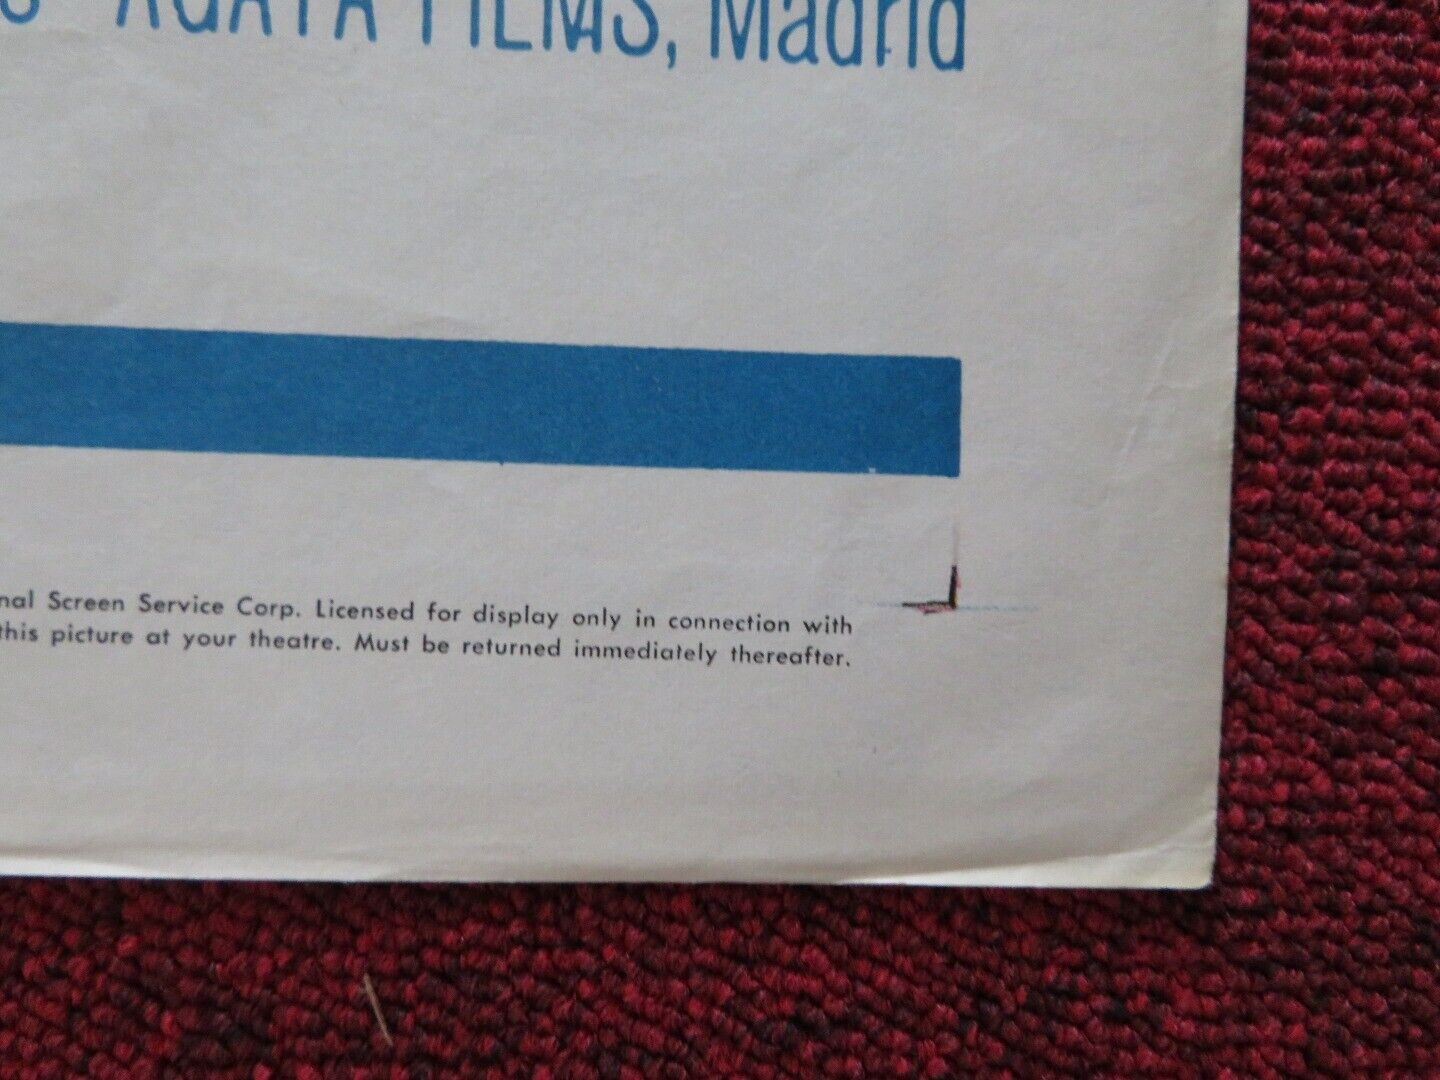 AGATA FILMS, Madrid
nal Screen Service Corp. Licensed for display only in connection with
this picture at your theatre. Must be returned immediately thereafter.